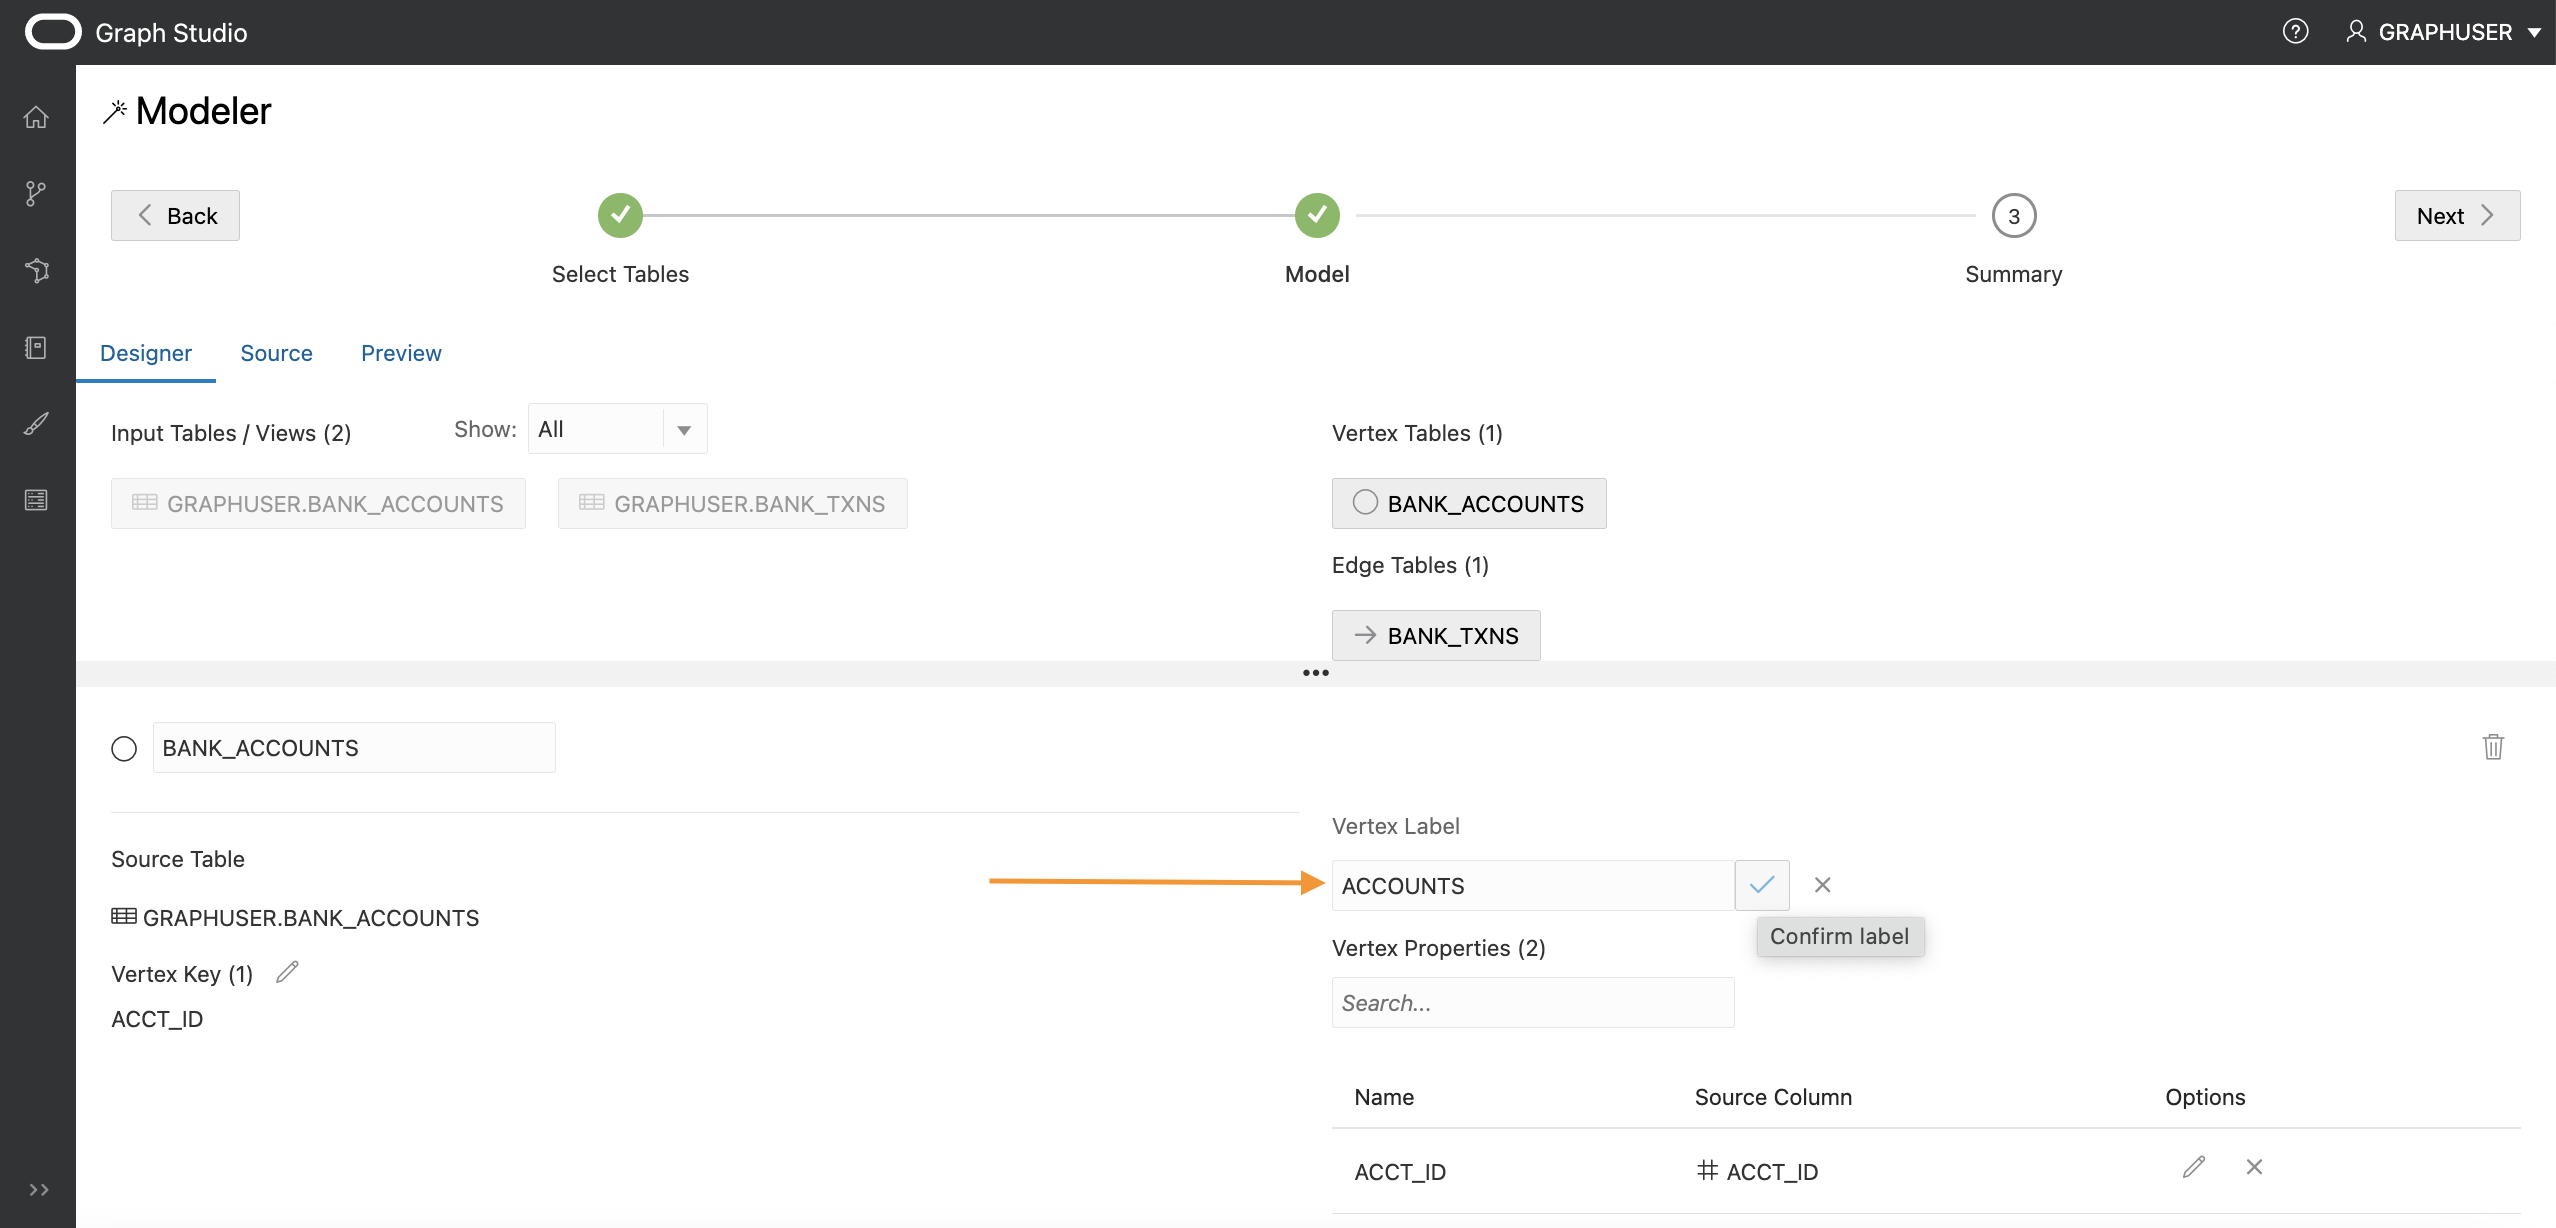 Graph Studio
GRAPHUSER
Modeler
Back
3
Next
Select Tables
Model
Summary
Designer
Source
Preview
Input Tables / Views (2)
Show:
All
GRAPHUSER.BANK_ACCOUNTS
GRAPHUSER.BANK_TXNS
Vertex Tables (1)
BANK_ACCOUNTS
Edge Tables (1)
BANK_TXNS
BANK_ACCOUNTS
Source Table
GRAPHUSER.BANK_ACCOUNTS
Vertex Key (1)
ACCT_ID
Vertex Label
ACCOUNTS
Confirm label
Vertex Properties (2)
Search...
Name Source Column Options
ACCT_ID ACCT_ID